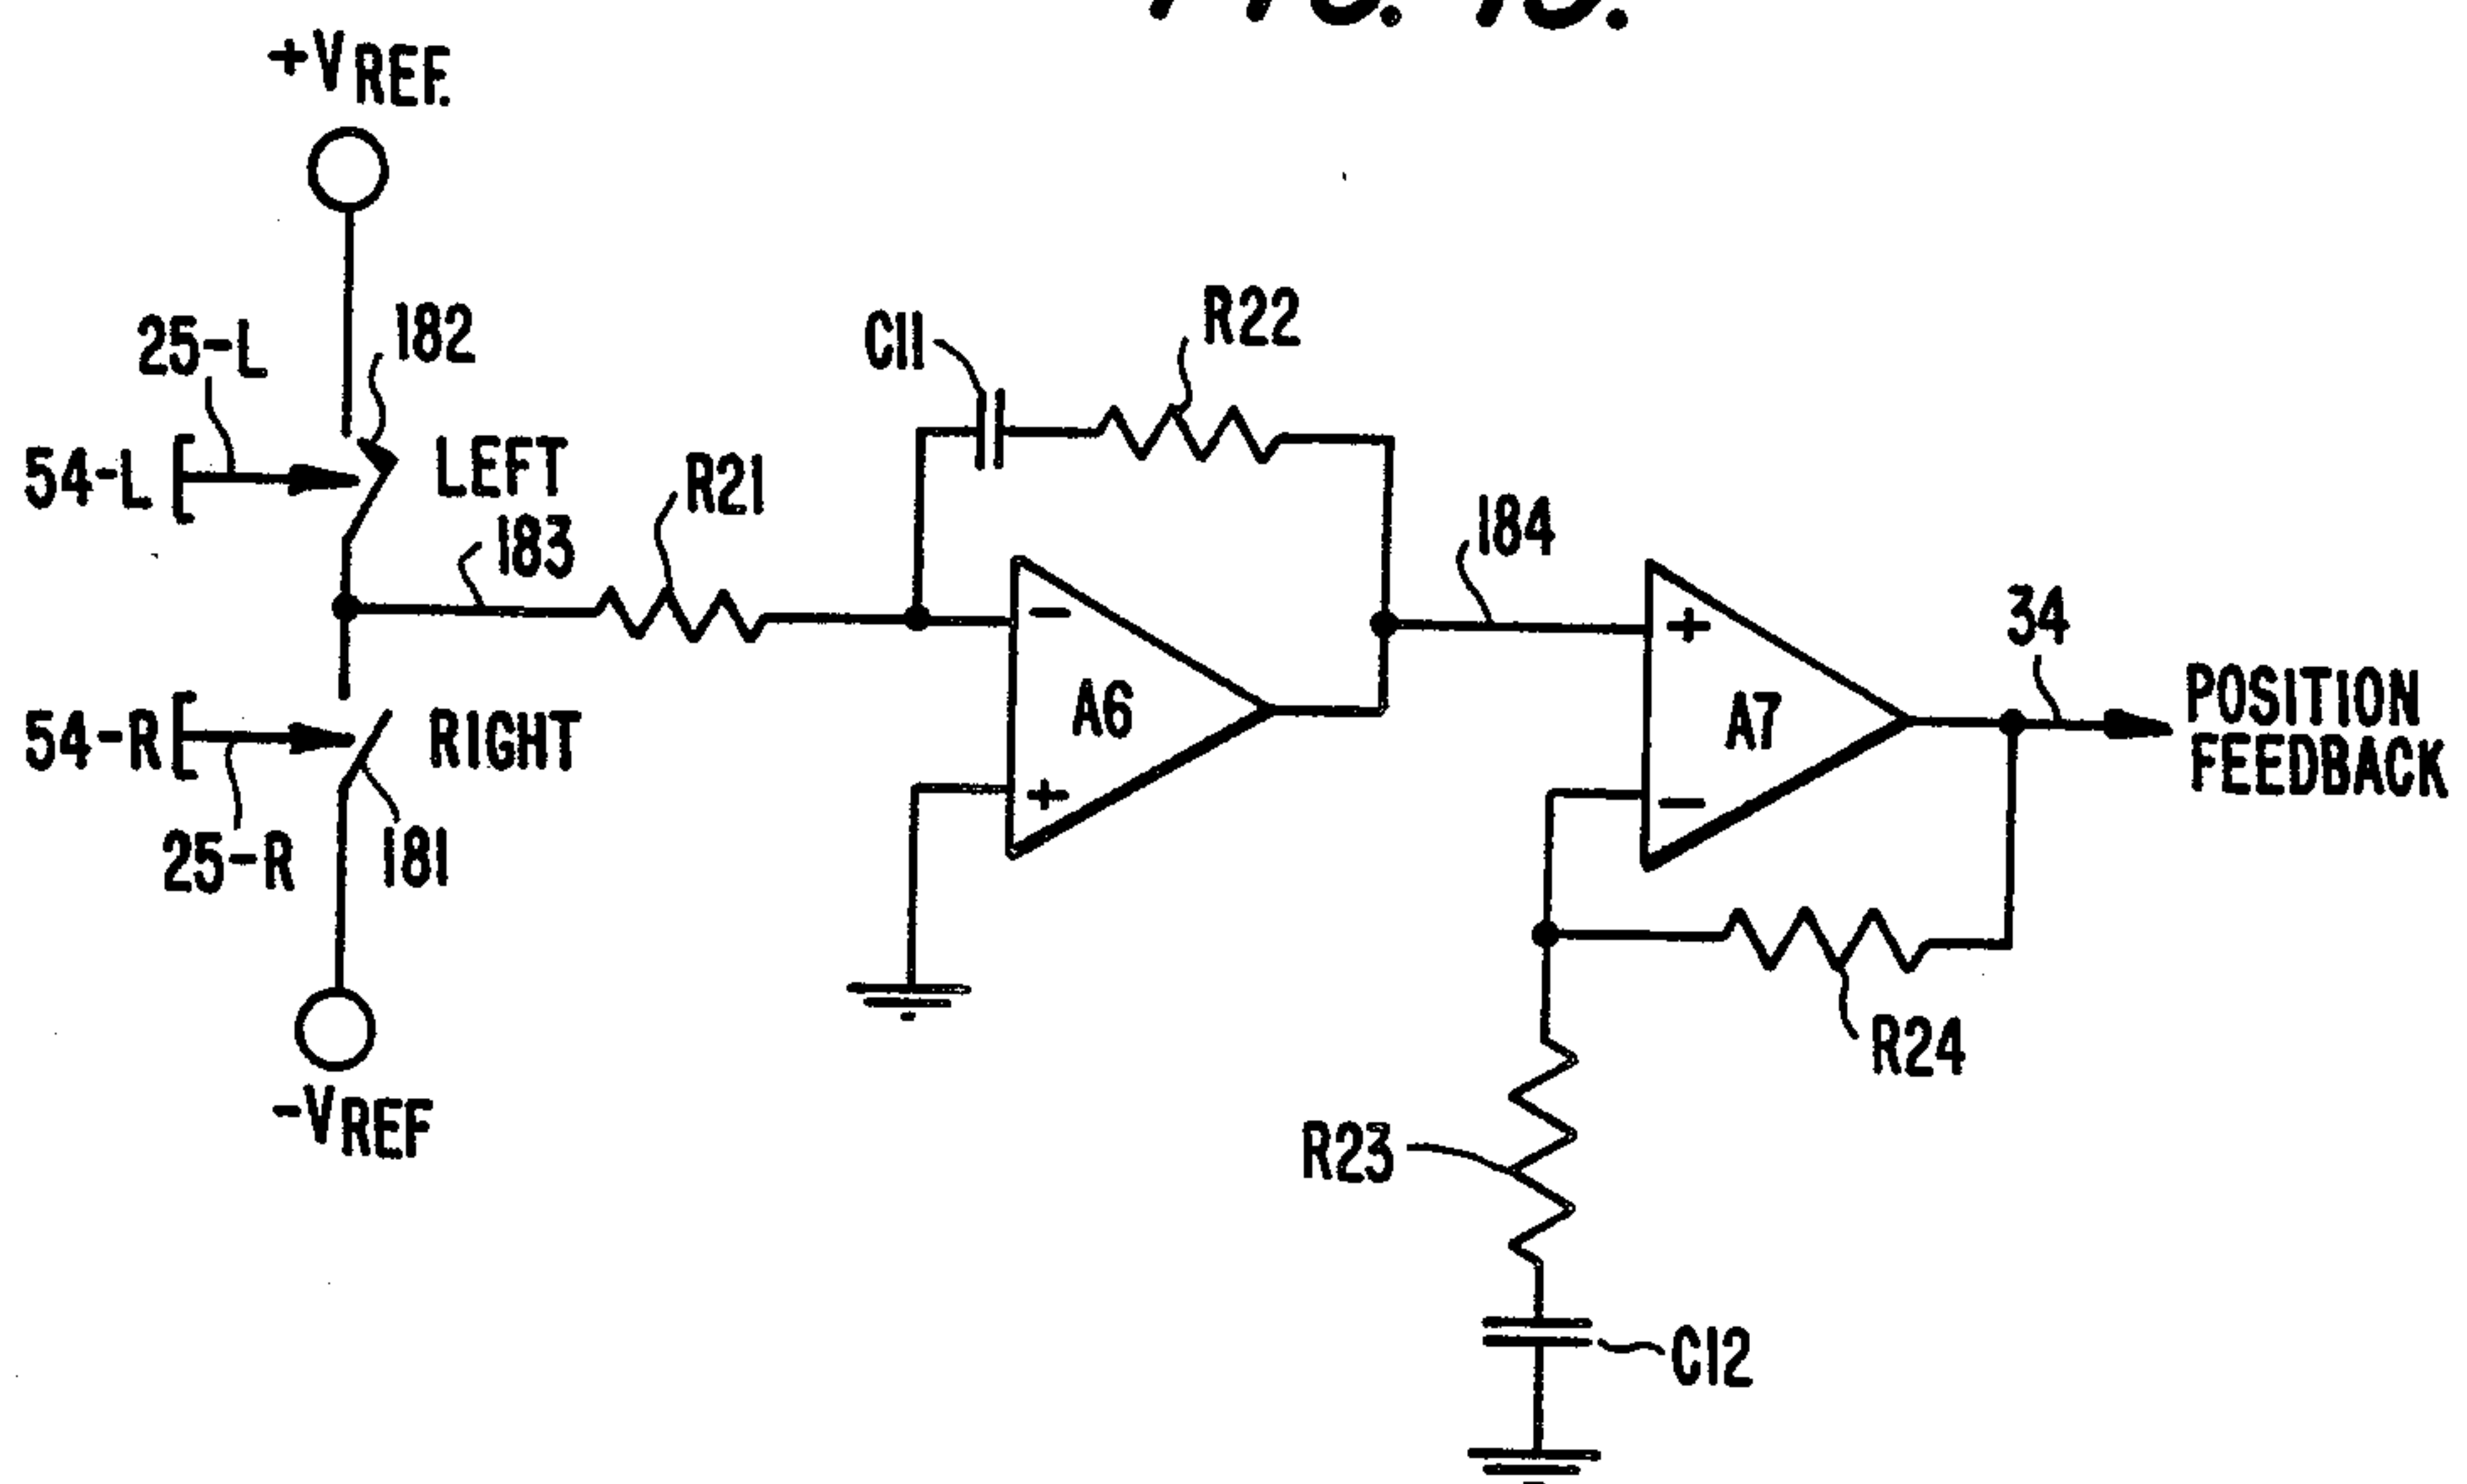 +VREF.
25-L
182
C11
R22
54-L
LEFT
R21
183
184
34
54-R
RIGHT
A6
A7
POSITION
FEEDBACK
25-R
181
-VREF
R24
R23
C12